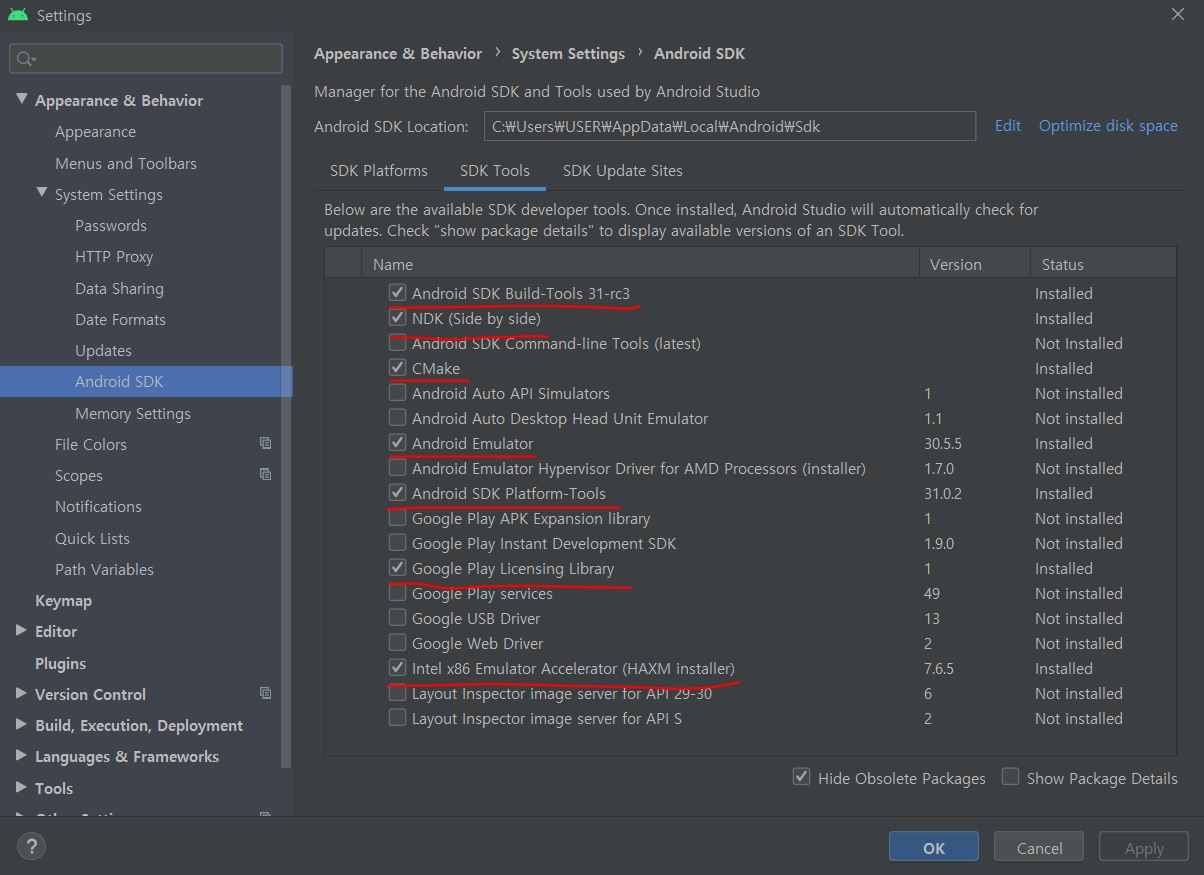 Settings
Appearance & Behavior
Appearance
Menus and Toolbars
System Settings
Passwords
HTTP Proxy
Data Sharing
Date Formats
Updates
Android SDK
Memory Settings
File Colors
Scopes
Notifications
Quick Lists
Path Variables
Keymap
Editor
Plugins
Version Control
Build, Execution, Deployment
Languages & Frameworks
Tools
Appearance & Behavior › System Settings › Android SDK
Manager for the Android SDK and Tools used by Android Studio
Android SDK Location: C:₩Users₩USER₩AppData₩Local₩Android₩Sdk Edit Optimize disk space
SDK Platforms SDK Tools SDK Update Sites
Below are the available SDK developer tools. Once installed, Android Studio will automatically check for
updates. Check "show package details" to display available versions of an SDK Tool.
Name Version Status
Android SDK Build-Tools 31-rc3 Installed
NDK (Side by side) Installed
Android SDK Command-line Tools (latest) Not Installed
CMake Installed
Android Auto API Simulators 1 Not installed
Android Auto Desktop Head Unit Emulator 1.1 Not installed
Android Emulator 30.5.5 Installed
Android Emulator Hypervisor Driver for AMD Processors (installer) 1.7.0 Not installed
Android SDK Platform-Tools 31.0.2 Installed
Google Play APK Expansion library 1 Not installed
Google Play Instant Development SDK 1.9.0 Not installed
Google Play Licensing Library 1 Installed
Google Play services 49 Not installed
Google USB Driver 13 Not installed
Google Web Driver 2 Not installed
Intel x86 Emulator Accelerator (HAXM installer) 7.6.5 Installed
Layout Inspector image server for API 29-30 6 Not installed
Layout Inspector image server for API S 2 Not installed
Hide Obsolete Packages Show Package Details
? OK Cancel Apply